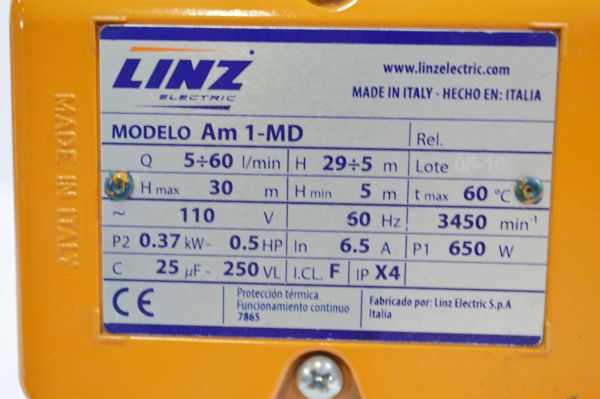 LINZ
ELECTRIC
www.linzelectric.com
MADE IN ITALY - HECHO EN: ITALIA
MODELO Am 1-MD Rel.
Q 5÷60 l/min H 29÷5 m Lote 06-15
H max 30 m H min 5 m t max 60 °C
~ 110 V 60 Hz 3450 min⁻¹
P2 0.37 kW- 0.5 HP In 6.5 A P1 650 W
C 25 µF - 250 VL I.CL. F IP X4
CE
Protección térmica
Funcionamiento continuo
7865
Fabricado por: Linz Electric S.p.A
Italia
MADE IN ITALY